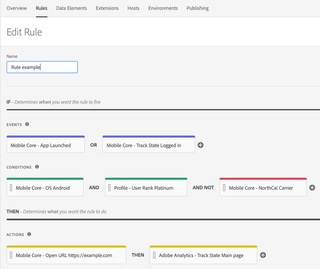 Overview Rules Data Elements Extensions Hosts Environments Publishing
Edit Rule
Name
Rule example
IF - Determines when you want the rule to fire
EVENTS
Mobile Core - App Launched OR Mobile Core - Track State Logged in
CONDITIONS
Mobile Core - OS Android AND Profile - User Rank Platinum AND NOT Mobile Core - NorthCal Carrier
THEN - Determines what you want the rule to do
ACTIONS
Mobile Core - Open URL https://example.com THEN Adobe Analytics - Track State Main page